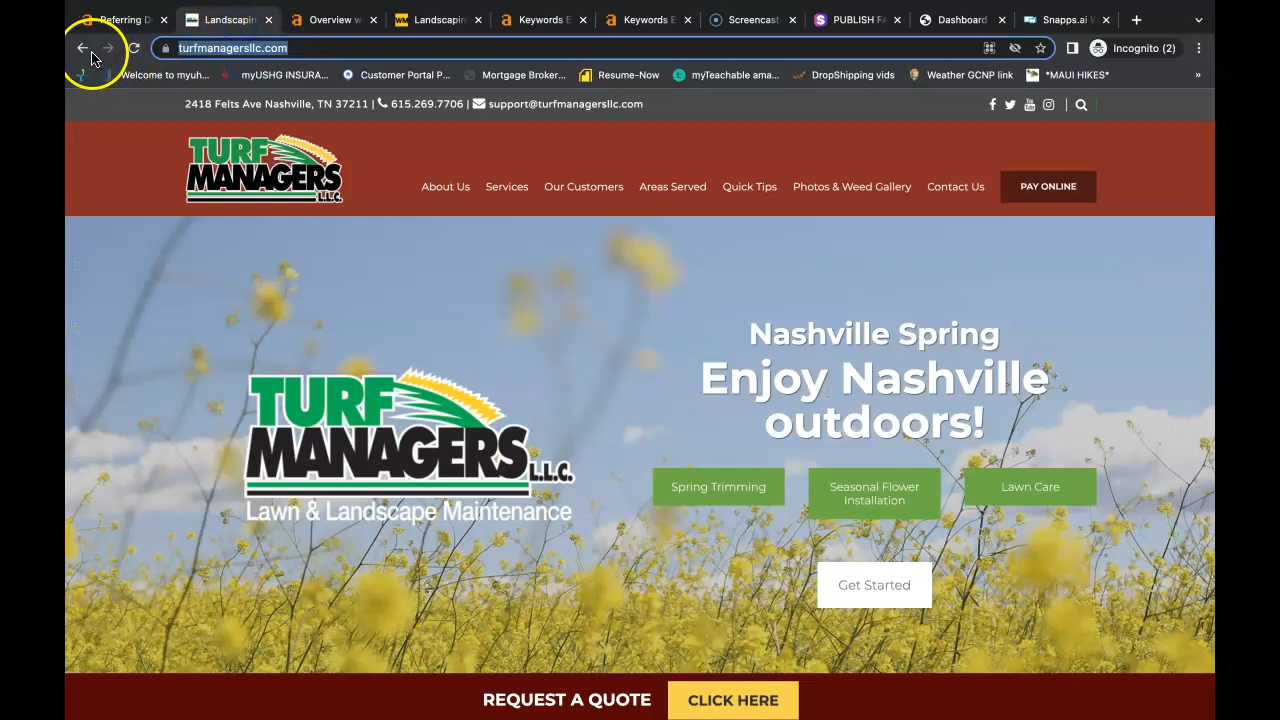 Referring D
Landscapin
Overview w
Landscapin
Keywords E
Keywords E
Screencast
PUBLISH FA
Dashboard
Snapps.ai W
turfmanagersllc.com
Incognito (2)
Welcome to myuh...
myUSHG INSURA...
Customer Portal P...
Mortgage Broker...
Resume-Now
myTeachable ama...
DropShipping vids
Weather GCNP link
*MAUI HIKES*
»
2418 Felts Ave Nashville, TN 37211 | 615.269.7706 | support@turfmanagersllc.com
TURF
MANAGERS
L.L.C.
About Us
Services
Our Customers
Areas Served
Quick Tips
Photos & Weed Gallery
Contact Us
PAY ONLINE
Nashville Spring
Enjoy Nashville
outdoors!
TURF
MANAGERS
L.L.C.
Lawn & Landscape Maintenance
Spring Trimming
Seasonal Flower
Installation
Lawn Care
Get Started
REQUEST A QUOTE
CLICK HERE